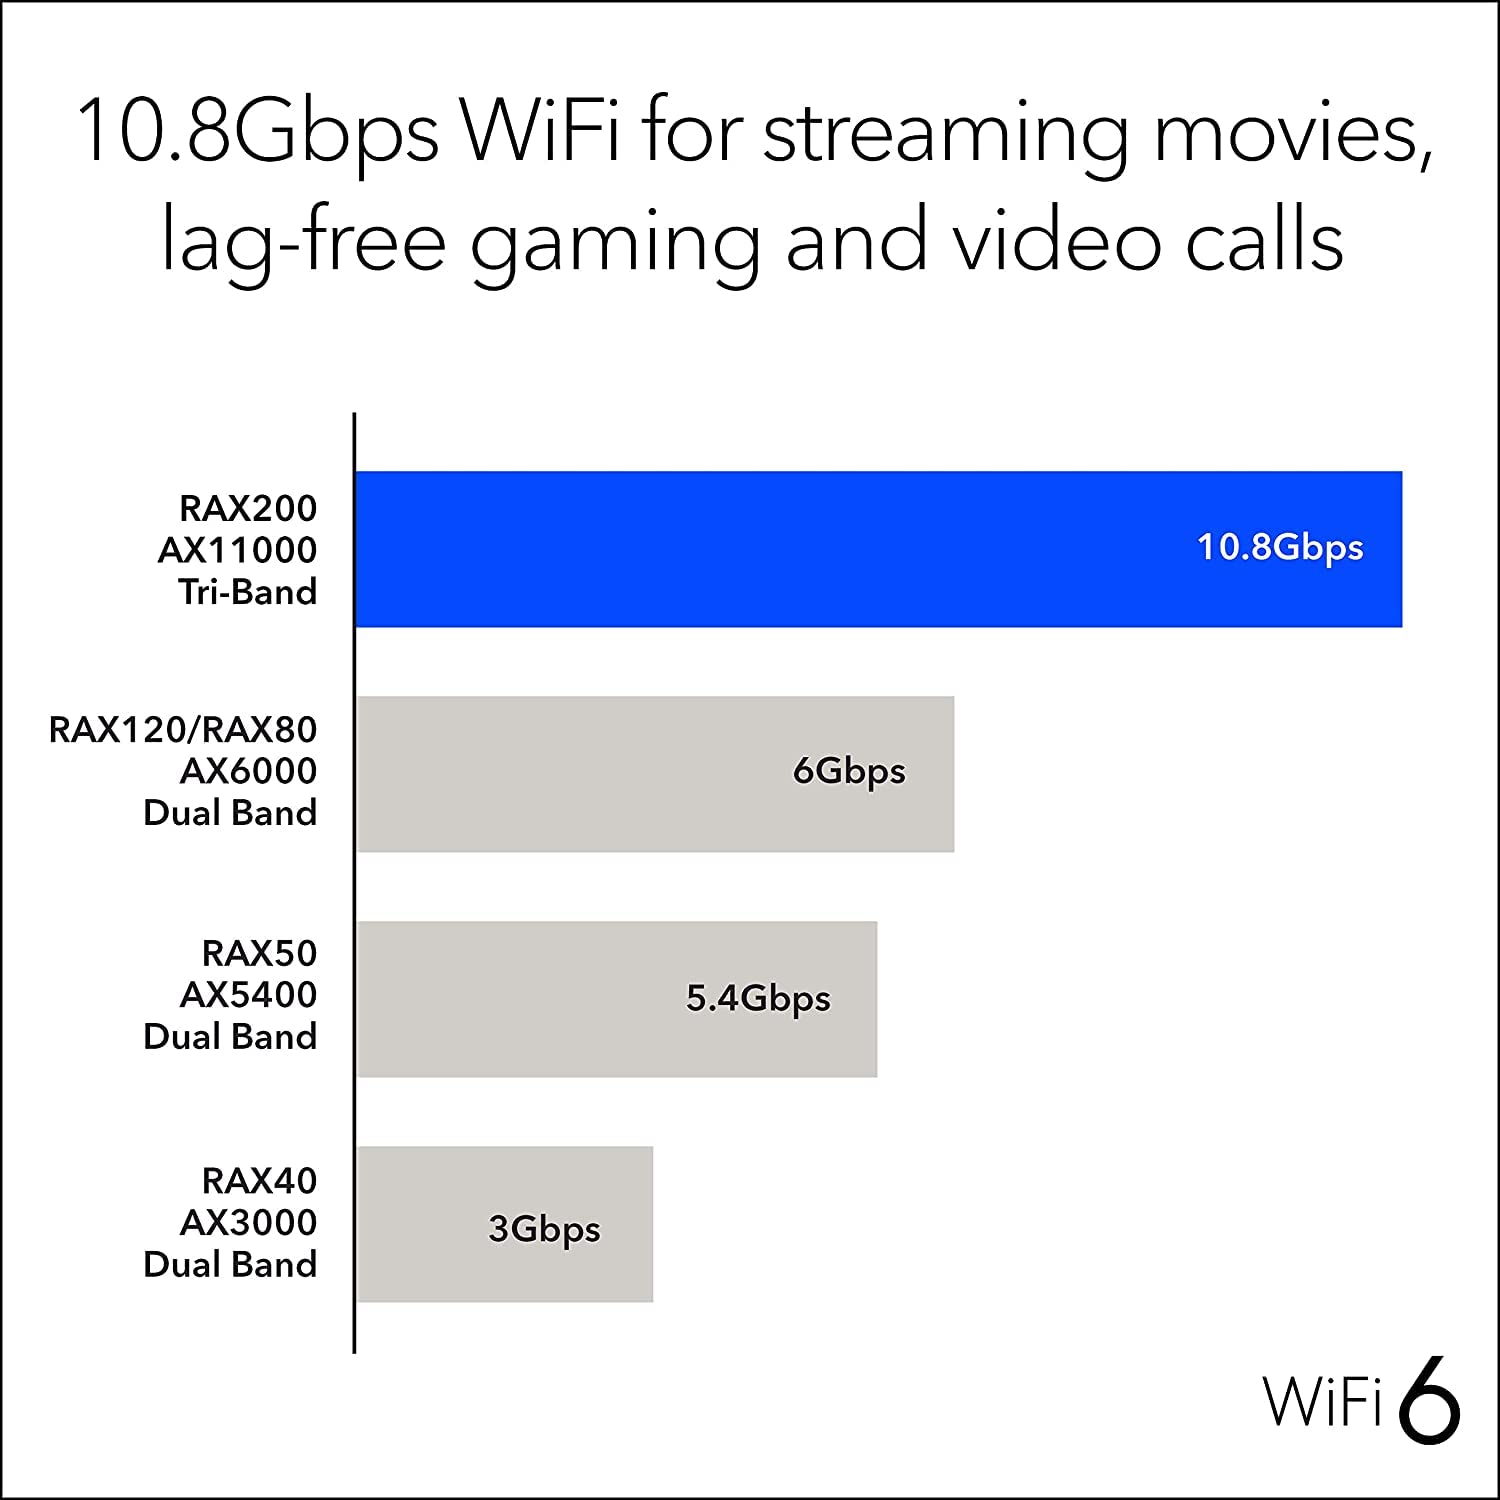 10.8Gbps WiFi for streaming movies,
lag-free gaming and video calls
RAX200
AX11000
Tri-Band
10.8Gbps
RAX120/RAX80
AX6000
Dual Band
6Gbps
RAX50
AX5400
Dual Band
5.4Gbps
RAX40
AX3000
Dual Band
3Gbps
WiFi 6